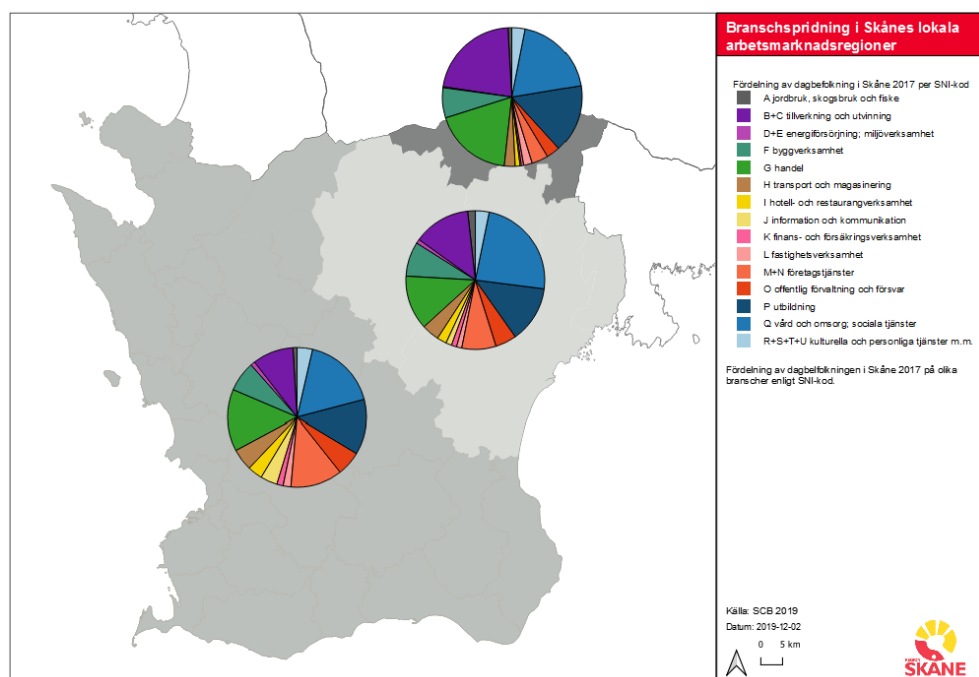 Branschspridning i Skånes lokala
arbetsmarknadsregioner
Fördelning av dagbefolkning i Skåne 2017 per SNI-kod
A jordbruk, skogsbruk och fiske
B+C tillverkning och utvinning
D+E energiförsörjning; miljöverksamhet
F byggverksamhet
G handel
H transport och magasinering
I hotell- och restaurangverksamhet
J information och kommunikation
K finans- och försäkringsverksamhet
L fastighetsverksamhet
M+N företagstjänster
O offentlig förvaltning och försvar
P utbildning
Q vård och omsorg; sociala tjänster
R+S+T+U kulturella och personliga tjänster m.m.
Fördelning av dagbelfolkningen i Skåne 2017 på olika
branscher enligt SNI-kod.
Källa: SCB 2019
Datum: 2019-12-02
0 5 km
REGION
SKÅNE